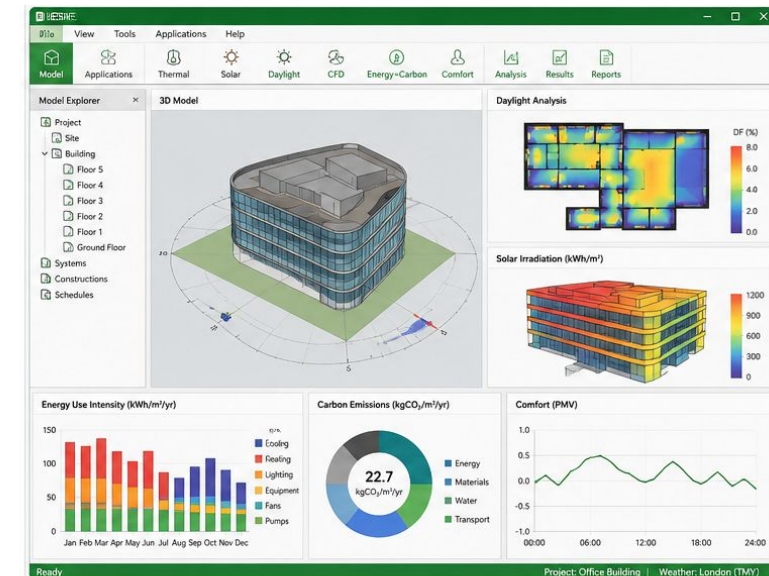 View Tools Applications Help
Model Applications Thermal Solar Daylight CFD Energy+Carbon Comfort Analysis Results Reports
Model Explorer ×
Project
Site
Building
Floor 5
Floor 4
Floor 3
Floor 2
Floor 1
Ground Floor
Systems
Constructions
Schedules
3D Model
Daylight Analysis
DF (%)
8.0
6.0
4.0
2.0
0.0
Solar Irradiation (kWh/m²)
1200
900
600
300
0
Energy Use Intensity (kWh/m²/yr)
150
100
50
0
Jan Feb Mar Apr May Jun Jul Aug Sep Oct Nov Dec
Eooling
Reating
Lighting
Equipment
Fans
Pumps
Carbon Emissions (kgCO₂/m²/yr)
22.7
kgCO₂/m²/yr
Energy
Materials
Water
Transport
Comfort (PMV)
1.0
0.5
0.0
-0.5
-1.0
00:00 06:00 12:00 18:00 24:00
Ready
Project: Office Building | Weather: London (TMY)